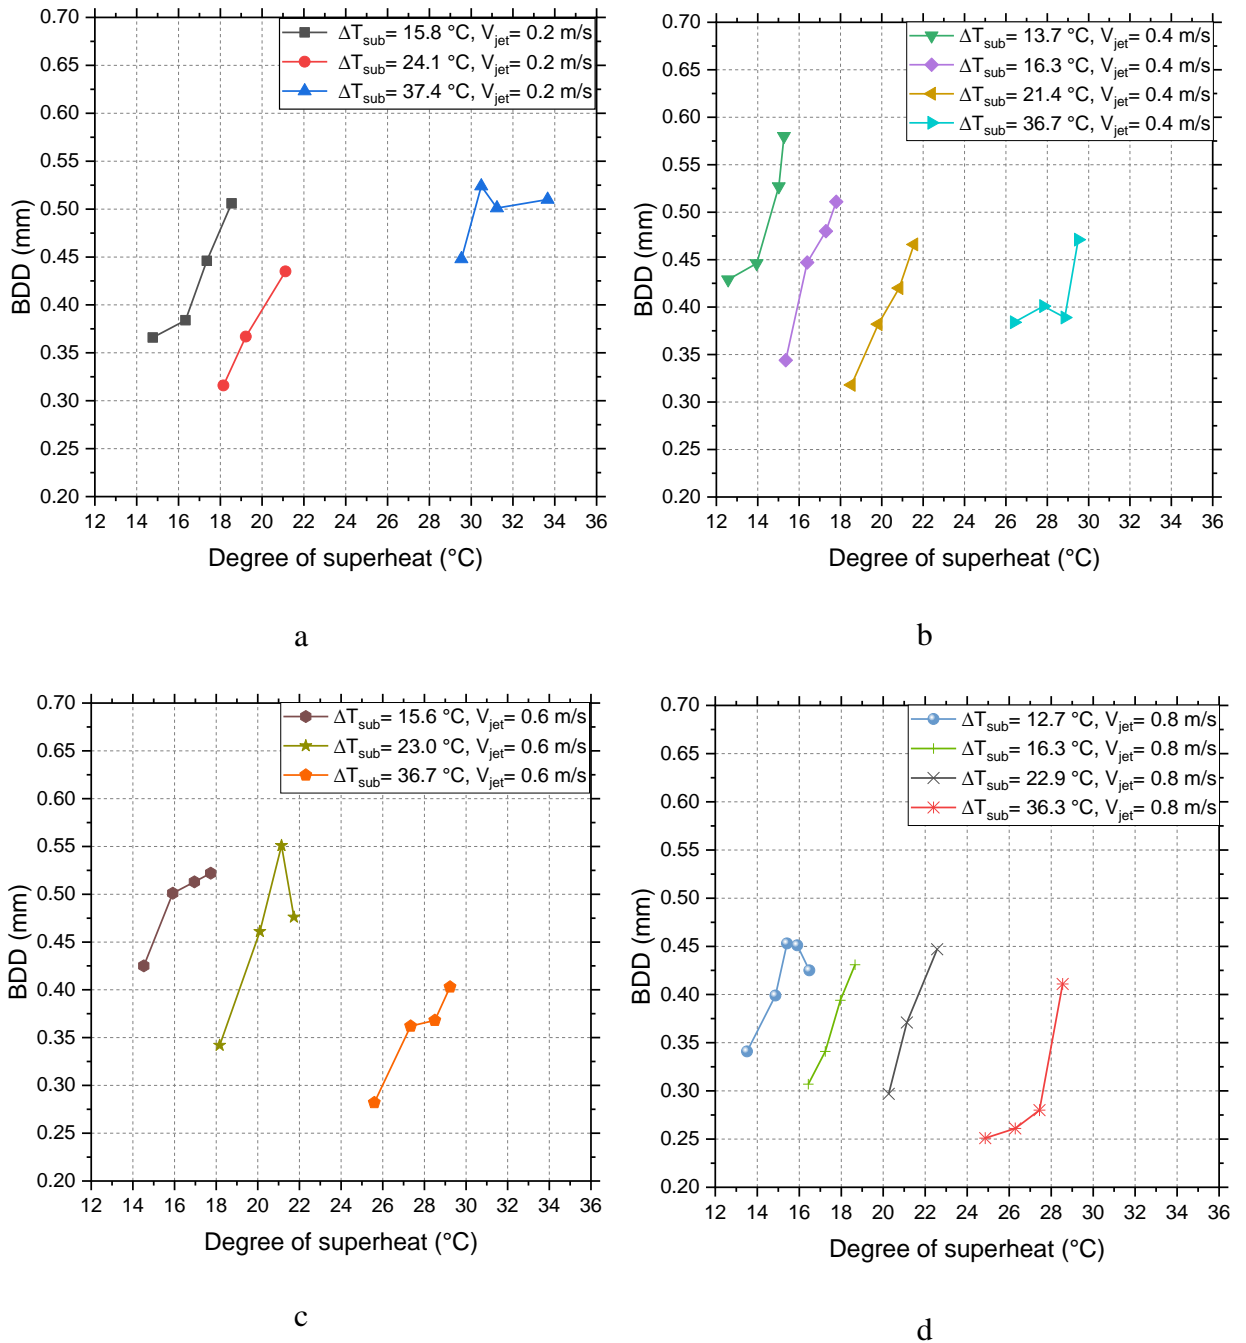 ΔTsub= 15.8 °C, Vjet= 0.2 m/s
ΔTsub= 24.1 °C, Vjet= 0.2 m/s
ΔTsub= 37.4 °C, Vjet= 0.2 m/s
0.70
0.65
0.60
0.55
0.50
0.45
0.40
0.35
0.30
0.25
0.20
BDD (mm)
12 14 16 18 20 22 24 26 28 30 32 34 36
Degree of superheat (°C)
a
ΔTsub= 13.7 °C, Vjet= 0.4 m/s
ΔTsub= 16.3 °C, Vjet= 0.4 m/s
ΔTsub= 21.4 °C, Vjet= 0.4 m/s
ΔTsub= 36.7 °C, Vjet= 0.4 m/s
0.70
0.65
0.60
0.55
0.50
0.45
0.40
0.35
0.30
0.25
0.20
BDD (mm)
12 14 16 18 20 22 24 26 28 30 32 34 36
Degree of superheat (°C)
b
ΔTsub= 15.6 °C, Vjet= 0.6 m/s
ΔTsub= 23.0 °C, Vjet= 0.6 m/s
ΔTsub= 36.7 °C, Vjet= 0.6 m/s
0.70
0.65
0.60
0.55
0.50
0.45
0.40
0.35
0.30
0.25
0.20
BDD (mm)
12 14 16 18 20 22 24 26 28 30 32 34 36
Degree of superheat (°C)
c
ΔTsub= 12.7 °C, Vjet= 0.8 m/s
ΔTsub= 16.3 °C, Vjet= 0.8 m/s
ΔTsub= 22.9 °C, Vjet= 0.8 m/s
ΔTsub= 36.3 °C, Vjet= 0.8 m/s
0.70
0.65
0.60
0.55
0.50
0.45
0.40
0.35
0.30
0.25
0.20
BDD (mm)
12 14 16 18 20 22 24 26 28 30 32 34 36
Degree of superheat (°C)
d